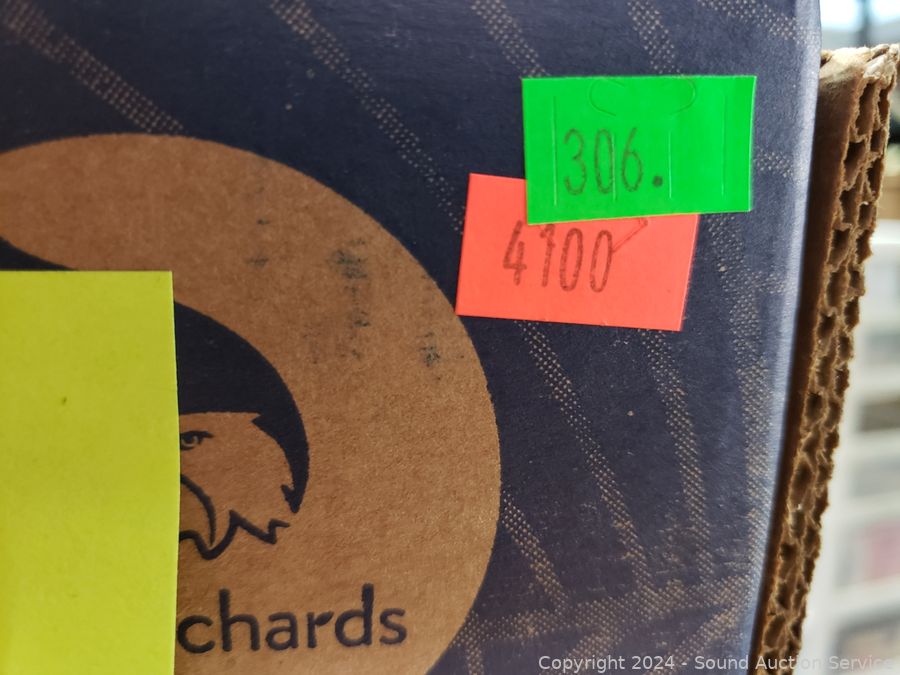 306.
4100
chards
Copyright © 2024 - Sound Auction Service